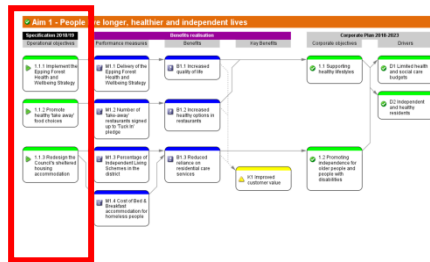 Aim 1 - People live longer, healthier and independent lives
Specification 2018/19
Benefits realisation
Corporate Plan 2018-2023
Operational objectives
Performance measures
Benefits
Key Benefits
Corporate objectives
Drivers
1.1.1 Implement the
Epping Forest
Health and
Wellbeing Strategy
M1.1 Delivery of the
Epping Forest
Health and
Wellbeing Strategy
B1.1 Increased
quality of life
1.1 Supporting
healthy lifestyles
D1 Limited health
and social care
budgets
D2 Independent
and healthy
residents
1.1.2 Promote
healthy 'take away'
food choices
M1.2 Number of
'take-away'
restaurants signed
up to 'Turn in'
pledge
B1.2 Increased
healthy options in
restaurants
1.1.3 Redesign the
Council's sheltered
housing
accommodation
M1.3 Percentage of
Independent Living
Schemes in the
district
B1.3 Reduced
reliance on
residential care
services
K1 Improved
customer value
1.2 Promoting
independence for
older people and
people with
disabilities
M1.4 Cost of Bed &
Breakfast
accommodation for
homeless people